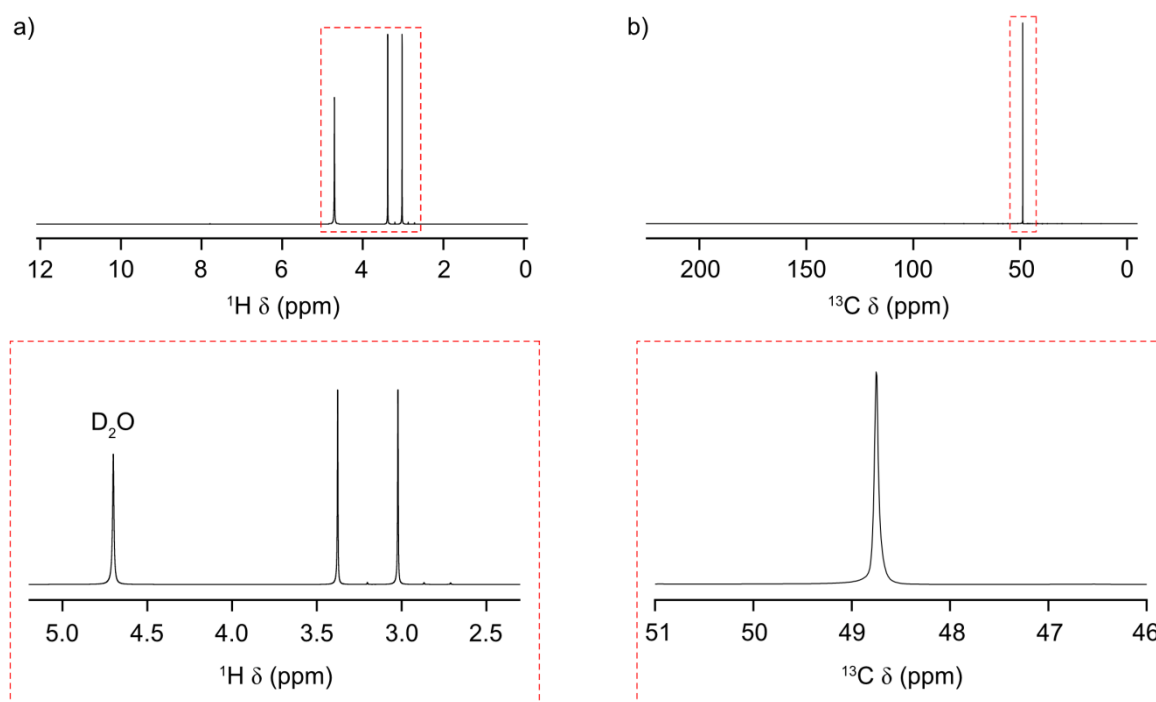 a)
12 10 8 6 4 2 0
¹H δ (ppm)
b)
200 150 100 50 0
¹³C δ (ppm)
D₂O
5.0 4.5 4.0 3.5 3.0 2.5
¹H δ (ppm)
51 50 49 48 47 46
¹³C δ (ppm)